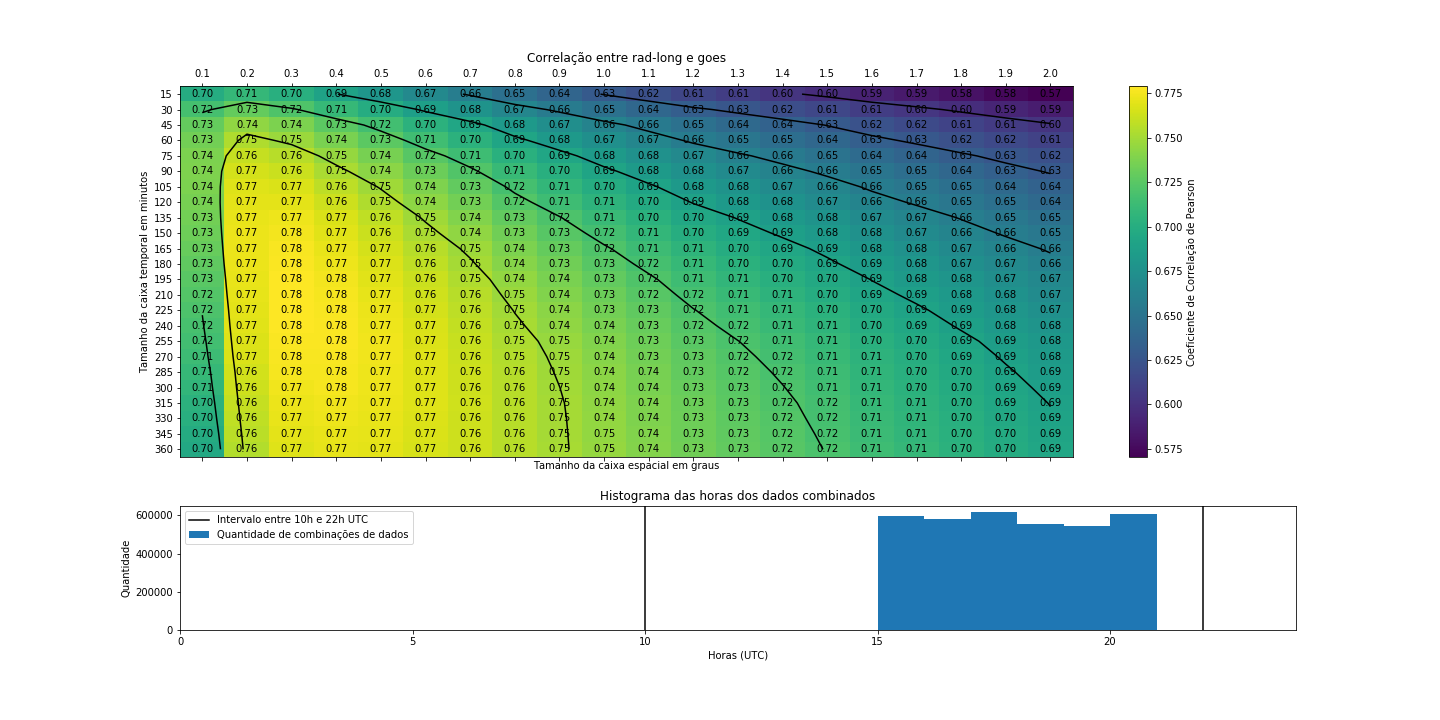 Correlação entre rad-long e goes
0.1 0.2 0.3 0.4 0.5 0.6 0.7 0.8 0.9 1.0 1.1 1.2 1.3 1.4 1.5 1.6 1.7 1.8 1.9 2.0
15 0.70 0.71 0.70 0.69 0.68 0.67 0.66 0.65 0.64 0.63 0.62 0.61 0.61 0.60 0.60 0.59 0.59 0.58 0.58 0.57
30 0.72 0.73 0.72 0.71 0.70 0.69 0.68 0.67 0.66 0.65 0.64 0.63 0.63 0.62 0.61 0.61 0.60 0.60 0.59 0.59
45 0.73 0.74 0.74 0.73 0.72 0.70 0.69 0.68 0.67 0.66 0.65 0.64 0.64 0.63 0.62 0.62 0.61 0.61 0.60
60 0.73 0.75 0.75 0.74 0.73 0.71 0.70 0.69 0.68 0.67 0.67 0.66 0.65 0.65 0.64 0.63 0.63 0.62 0.62 0.61
75 0.74 0.76 0.76 0.75 0.74 0.72 0.71 0.70 0.69 0.68 0.68 0.67 0.66 0.66 0.65 0.64 0.64 0.63 0.63 0.62
90 0.74 0.77 0.76 0.75 0.74 0.73 0.72 0.71 0.70 0.69 0.68 0.68 0.67 0.66 0.66 0.65 0.65 0.64 0.63 0.63
105 0.74 0.77 0.77 0.76 0.75 0.74 0.73 0.72 0.71 0.70 0.69 0.68 0.68 0.67 0.66 0.66 0.65 0.65 0.64 0.64
120 0.74 0.77 0.77 0.76 0.75 0.74 0.73 0.72 0.71 0.71 0.70 0.69 0.68 0.68 0.67 0.66 0.66 0.65 0.65 0.64
135 0.73 0.77 0.77 0.76 0.76 0.75 0.74 0.73 0.72 0.71 0.70 0.70 0.69 0.68 0.68 0.67 0.67 0.66 0.65 0.65
150 0.73 0.77 0.78 0.77 0.76 0.75 0.74 0.73 0.72 0.71 0.71 0.70 0.69 0.69 0.68 0.68 0.67 0.66 0.66 0.65
165 0.73 0.77 0.78 0.77 0.77 0.76 0.75 0.74 0.73 0.72 0.71 0.71 0.70 0.69 0.69 0.68 0.68 0.67 0.66 0.66
180 0.73 0.77 0.78 0.77 0.77 0.76 0.75 0.74 0.73 0.73 0.72 0.71 0.70 0.70 0.69 0.69 0.68 0.67 0.67 0.66
195 0.73 0.77 0.78 0.78 0.77 0.76 0.75 0.74 0.74 0.73 0.72 0.71 0.71 0.70 0.70 0.69 0.68 0.68 0.67 0.67
210 0.72 0.77 0.78 0.78 0.77 0.76 0.76 0.75 0.74 0.73 0.72 0.72 0.71 0.71 0.70 0.69 0.69 0.68 0.68 0.67
225 0.72 0.77 0.78 0.78 0.77 0.76 0.76 0.75 0.74 0.73 0.73 0.72 0.71 0.71 0.70 0.70 0.69 0.69 0.68 0.67
240 0.72 0.77 0.78 0.78 0.77 0.77 0.76 0.75 0.74 0.74 0.73 0.72 0.72 0.71 0.71 0.70 0.69 0.69 0.68 0.68
255 0.72 0.77 0.78 0.78 0.77 0.77 0.76 0.75 0.75 0.74 0.73 0.73 0.72 0.71 0.71 0.70 0.70 0.69 0.69 0.68
270 0.71 0.77 0.78 0.78 0.77 0.77 0.76 0.76 0.75 0.74 0.73 0.73 0.72 0.72 0.71 0.71 0.70 0.69 0.69 0.68
285 0.71 0.76 0.78 0.78 0.77 0.77 0.76 0.76 0.75 0.74 0.74 0.73 0.72 0.72 0.71 0.71 0.70 0.70 0.69 0.69
300 0.71 0.76 0.77 0.78 0.77 0.77 0.76 0.76 0.75 0.74 0.74 0.73 0.73 0.72 0.71 0.71 0.70 0.70 0.69 0.69
315 0.70 0.76 0.77 0.77 0.77 0.77 0.76 0.76 0.75 0.74 0.74 0.73 0.73 0.72 0.72 0.71 0.71 0.70 0.69 0.69
330 0.70 0.76 0.77 0.77 0.77 0.77 0.76 0.76 0.75 0.74 0.74 0.73 0.73 0.72 0.72 0.71 0.71 0.70 0.70 0.69
345 0.70 0.76 0.77 0.77 0.77 0.77 0.76 0.76 0.75 0.75 0.74 0.73 0.73 0.72 0.72 0.71 0.71 0.70 0.70 0.69
360 0.70 0.76 0.77 0.77 0.77 0.77 0.76 0.76 0.75 0.75 0.74 0.73 0.73 0.72 0.72 0.71 0.71 0.70 0.70 0.69
Tamanho da caixa temporal em minutos
Tamanho da caixa espacial em graus
0.775
0.750
0.725
0.700
0.675
0.650
0.625
0.600
0.575
Coeficiente de Correlação de Pearson
Histograma das horas dos dados combinados
Intervalo entre 10h e 22h UTC
Quantidade de combinações de dados
600000
400000
200000
0
Quantidade
0 5 10 15 20
Horas (UTC)